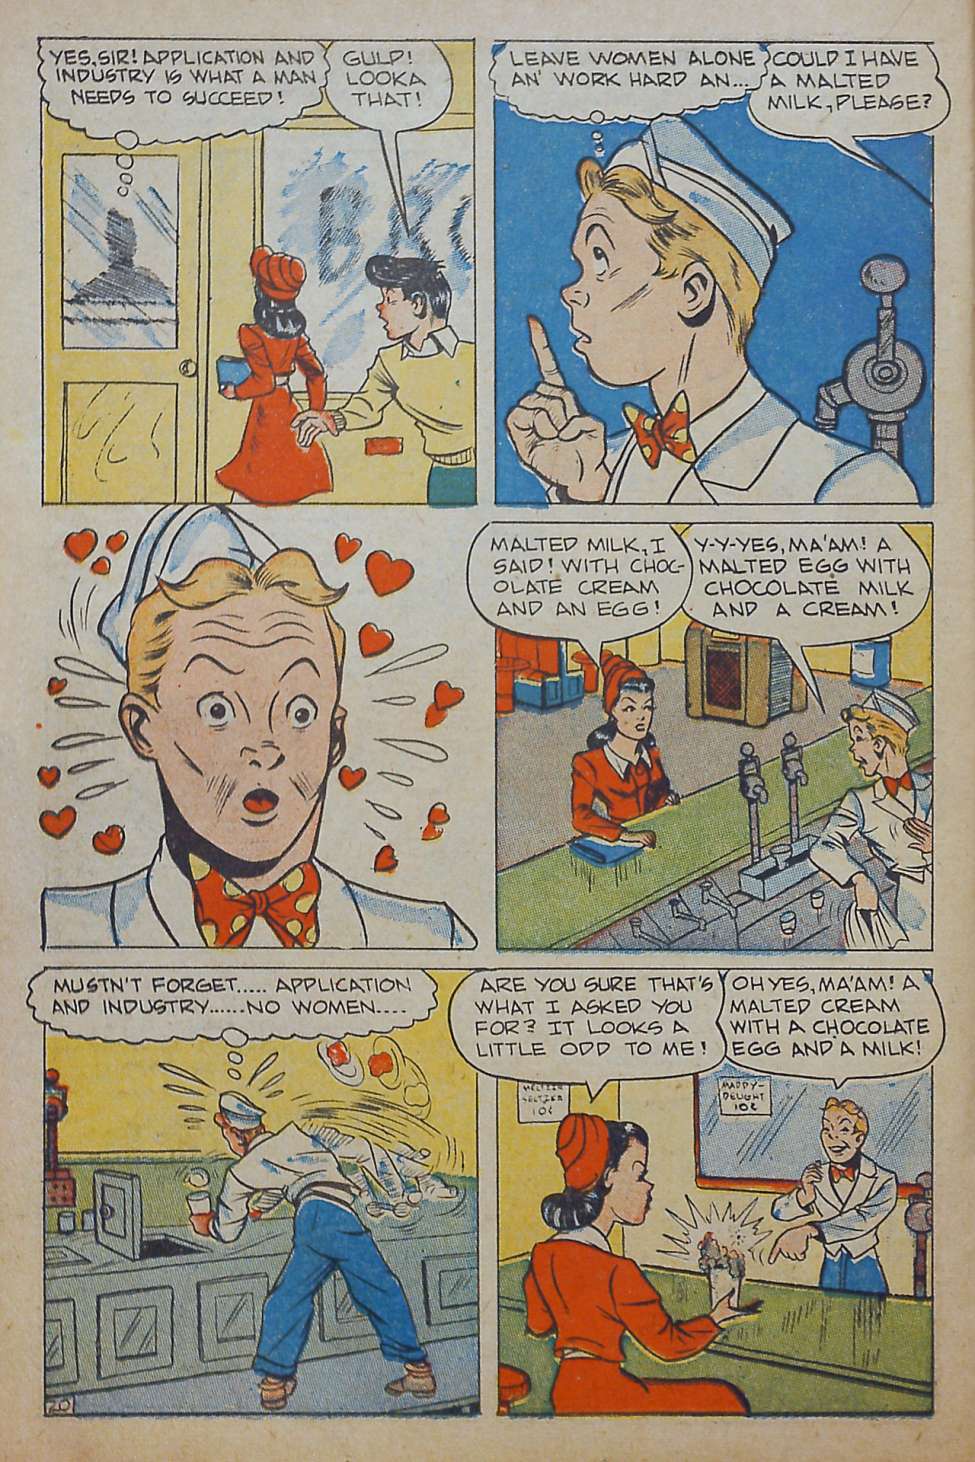 YES, SIR! APPLICATION AND
INDUSTRY IS WHAT A MAN
NEEDS TO SUCCEED!
GULP!
LOOKA
THAT!
LEAVE WOMEN ALONE
AN' WORK HARD AN...
COULD I HAVE
A MALTED
MILK, PLEASE?
MALTED MILK, I
SAID! WITH CHOC-
OLATE CREAM
AND AN EGG!
Y-Y-YES, MA'AM! A
MALTED EGG WITH
CHOCOLATE MILK
AND A CREAM!
MUSTN'T FORGET..... APPLICATION
AND INDUSTRY...... NO WOMEN....
ARE YOU SURE THAT'S
WHAT I ASKED YOU
FOR? IT LOOKS A
LITTLE ODD TO ME!
OH YES, MA'AM! A
MALTED CREAM
WITH A CHOCOLATE
EGG AND A MILK!
MELTZER
SELTZER
10¢
MADDY-
DELIGHT
10¢
20